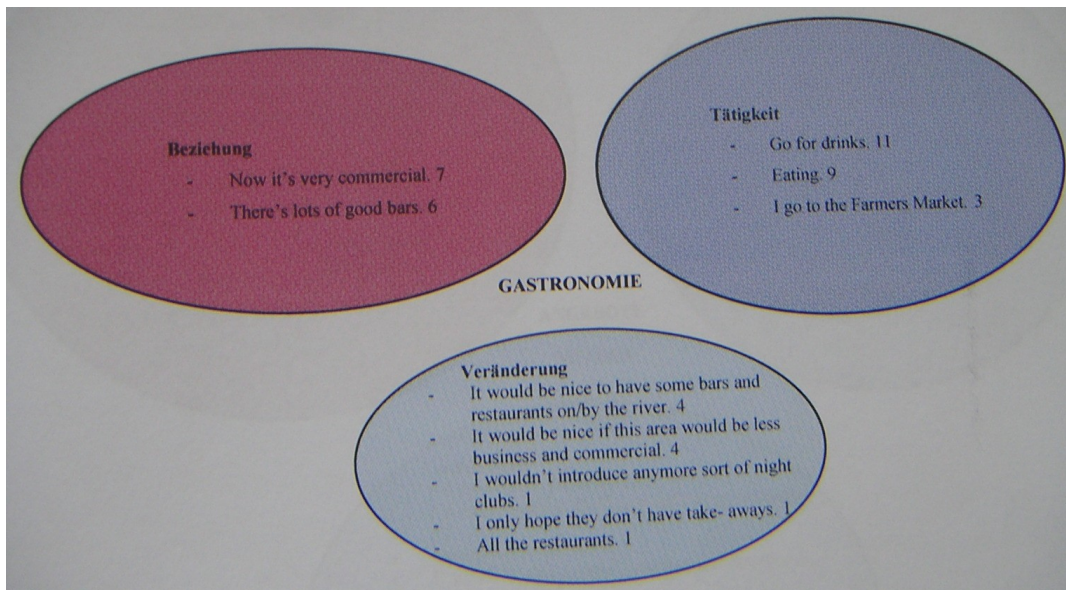 Beziehung
- Now it's very commercial. 7
- There's lots of good bars. 6
Tätigkeit
- Go for drinks. 11
- Eating. 9
- I go to the Farmers Market. 3
GASTRONOMIE
Veränderung
- It would be nice to have some bars and
restaurants on/by the river. 4
- It would be nice if this area would be less
business and commercial. 4
- I wouldn't introduce anymore sort of night
clubs. 1
- I only hope they don't have take- aways. 1
- All the restaurants. 1